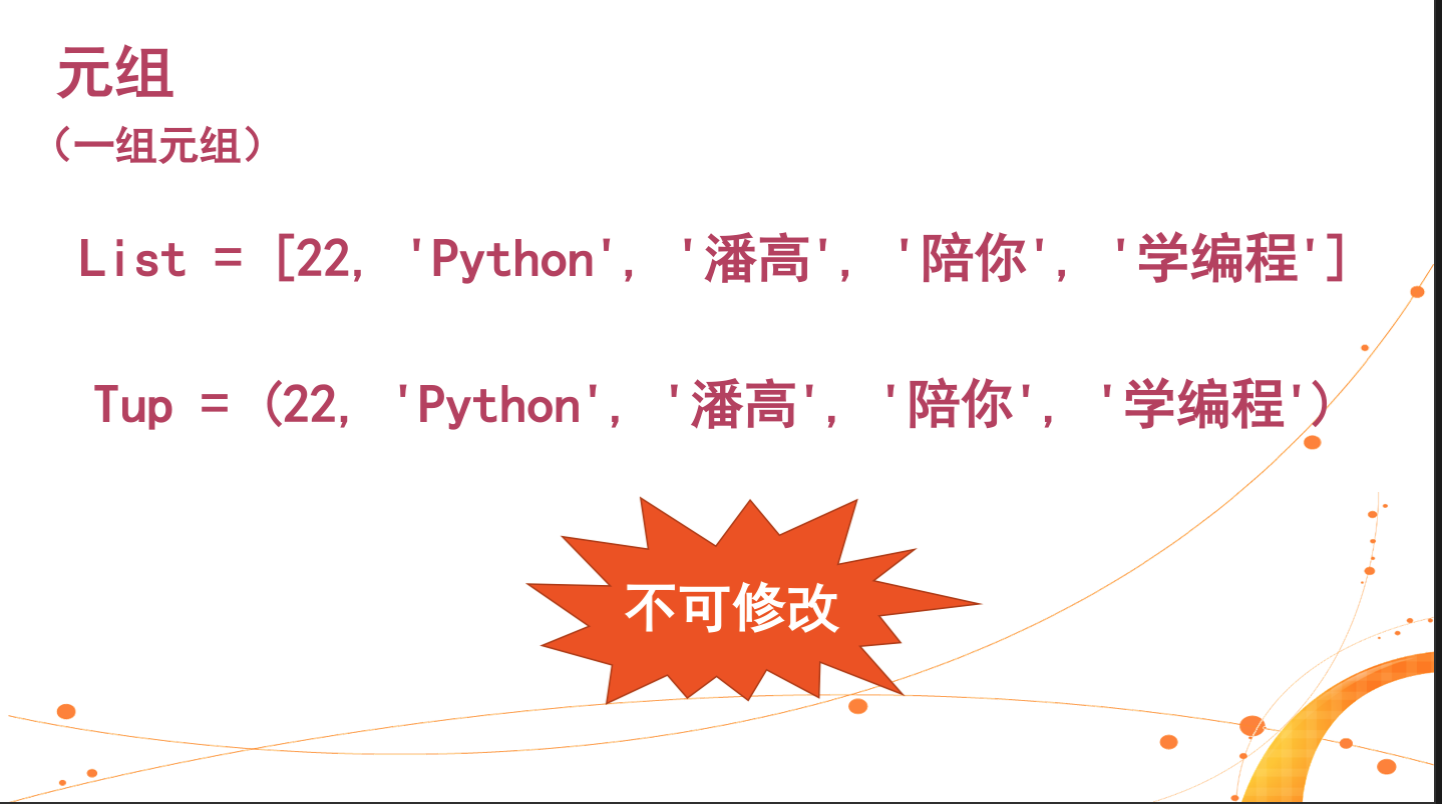 元组
（一组元组）
List = [22, 'Python', '潘高', '陪你', '学编程']
Tup = (22, 'Python', '潘高', '陪你', '学编程')
不可修改